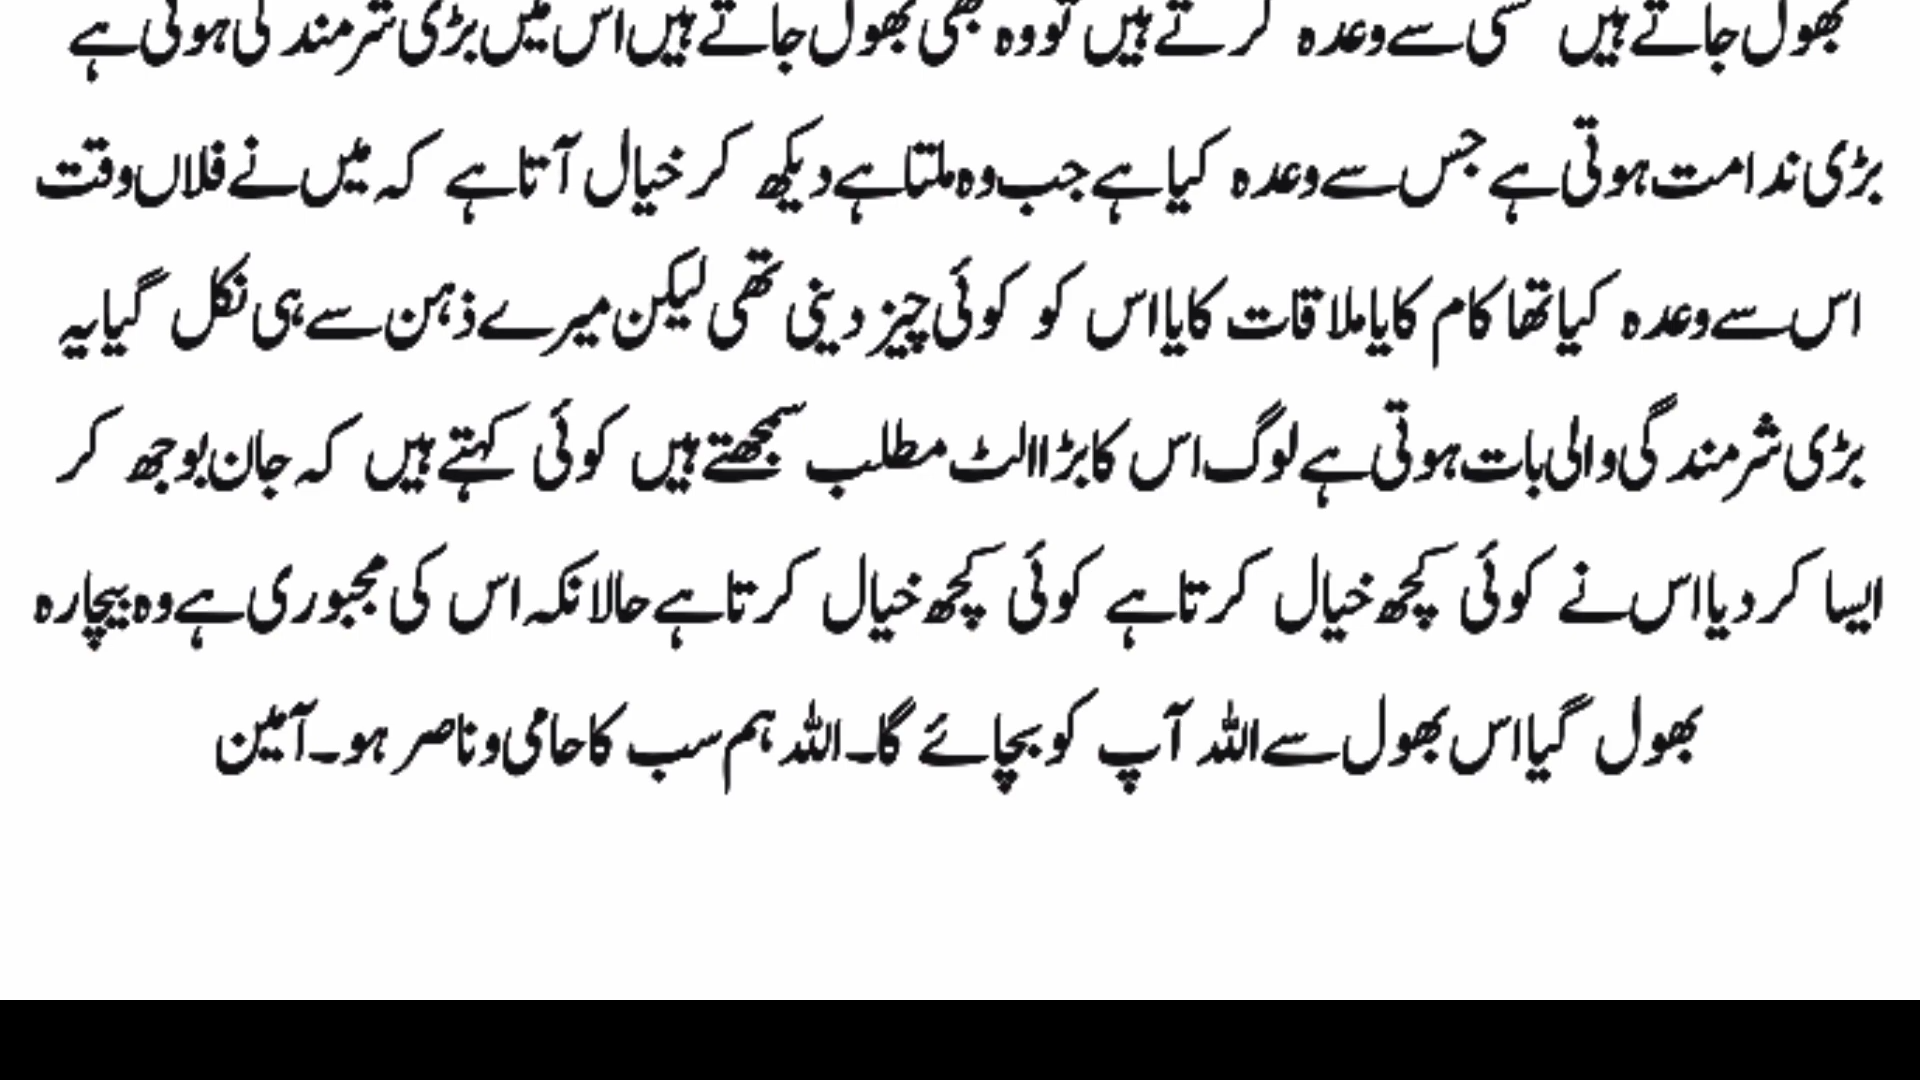 بھول جاتے ہیں کسی سے وعدہ کرتے ہیں تو وہ بھی بھول جاتے ہیں اس میں بڑی شرمندگی ہوتی ہے
بڑی ندامت ہوتی ہے جس سے وعدہ کیا ہے جب وہ ملتا ہے دیکھ کر خیال آتا ہے کہ میں نے فلاں وقت
اس سے وعدہ کیا تھا کام کا یا ملاقات کا یا اس کو کوئی چیز دینی تھی لیکن میرے ذہن سے ہی نکل گیا یہ
بڑی شرمندگی والی بات ہوتی ہے لوگ اس کا بڑا الٹ مطلب سمجھتے ہیں کوئی کہتے ہیں کہ جان بوجھ کر
ایسا کر دیا اس نے کوئی کچھ خیال کرتا ہے کوئی کچھ خیال کرتا ہے حالانکہ اس کی مجبوری ہے وہ بیچارہ
بھول گیا اس بھول سے اللہ آپ کو بچائے گا۔ اللہ ہم سب کا حامی و ناصر ہو۔ آمین